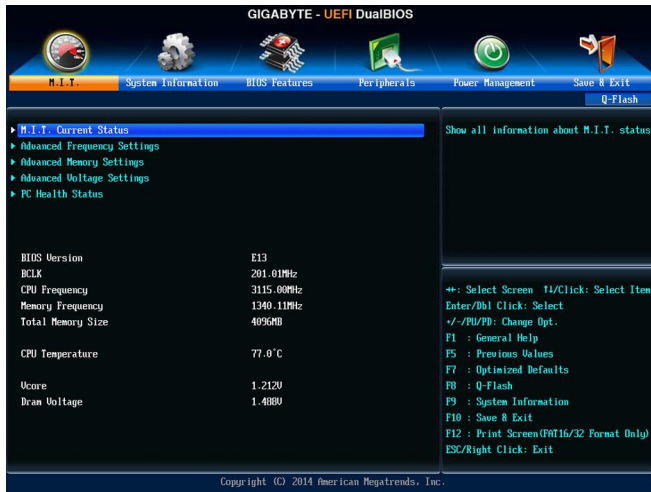 GIGABYTE - UEFI DualBIOS
M.I.T. System Information BIOS Features Peripherals Power Management Save & Exit
Q-Flash
M.I.T. Current Status
Advanced Frequency Settings
Advanced Memory Settings
Advanced Voltage Settings
PC Health Status
BIOS Version E13
BCLK 201.01MHz
CPU Frequency 3115.00MHz
Memory Frequency 1340.11MHz
Total Memory Size 4096MB
CPU Temperature 77.0°C
Vcore 1.212V
Dram Voltage 1.488V
Show all information about M.I.T. status
→←: Select Screen ↑↓/Click: Select Item
Enter/Dbl Click: Select
+/-/PU/PD: Change Opt.
F1 : General Help
F5 : Previous Values
F7 : Optimized Defaults
F8 : Q-Flash
F9 : System Information
F10 : Save & Exit
F12 : Print Screen(FAT16/32 Format Only)
ESC/Right Click: Exit
Copyright (C) 2014 American Megatrends, Inc.